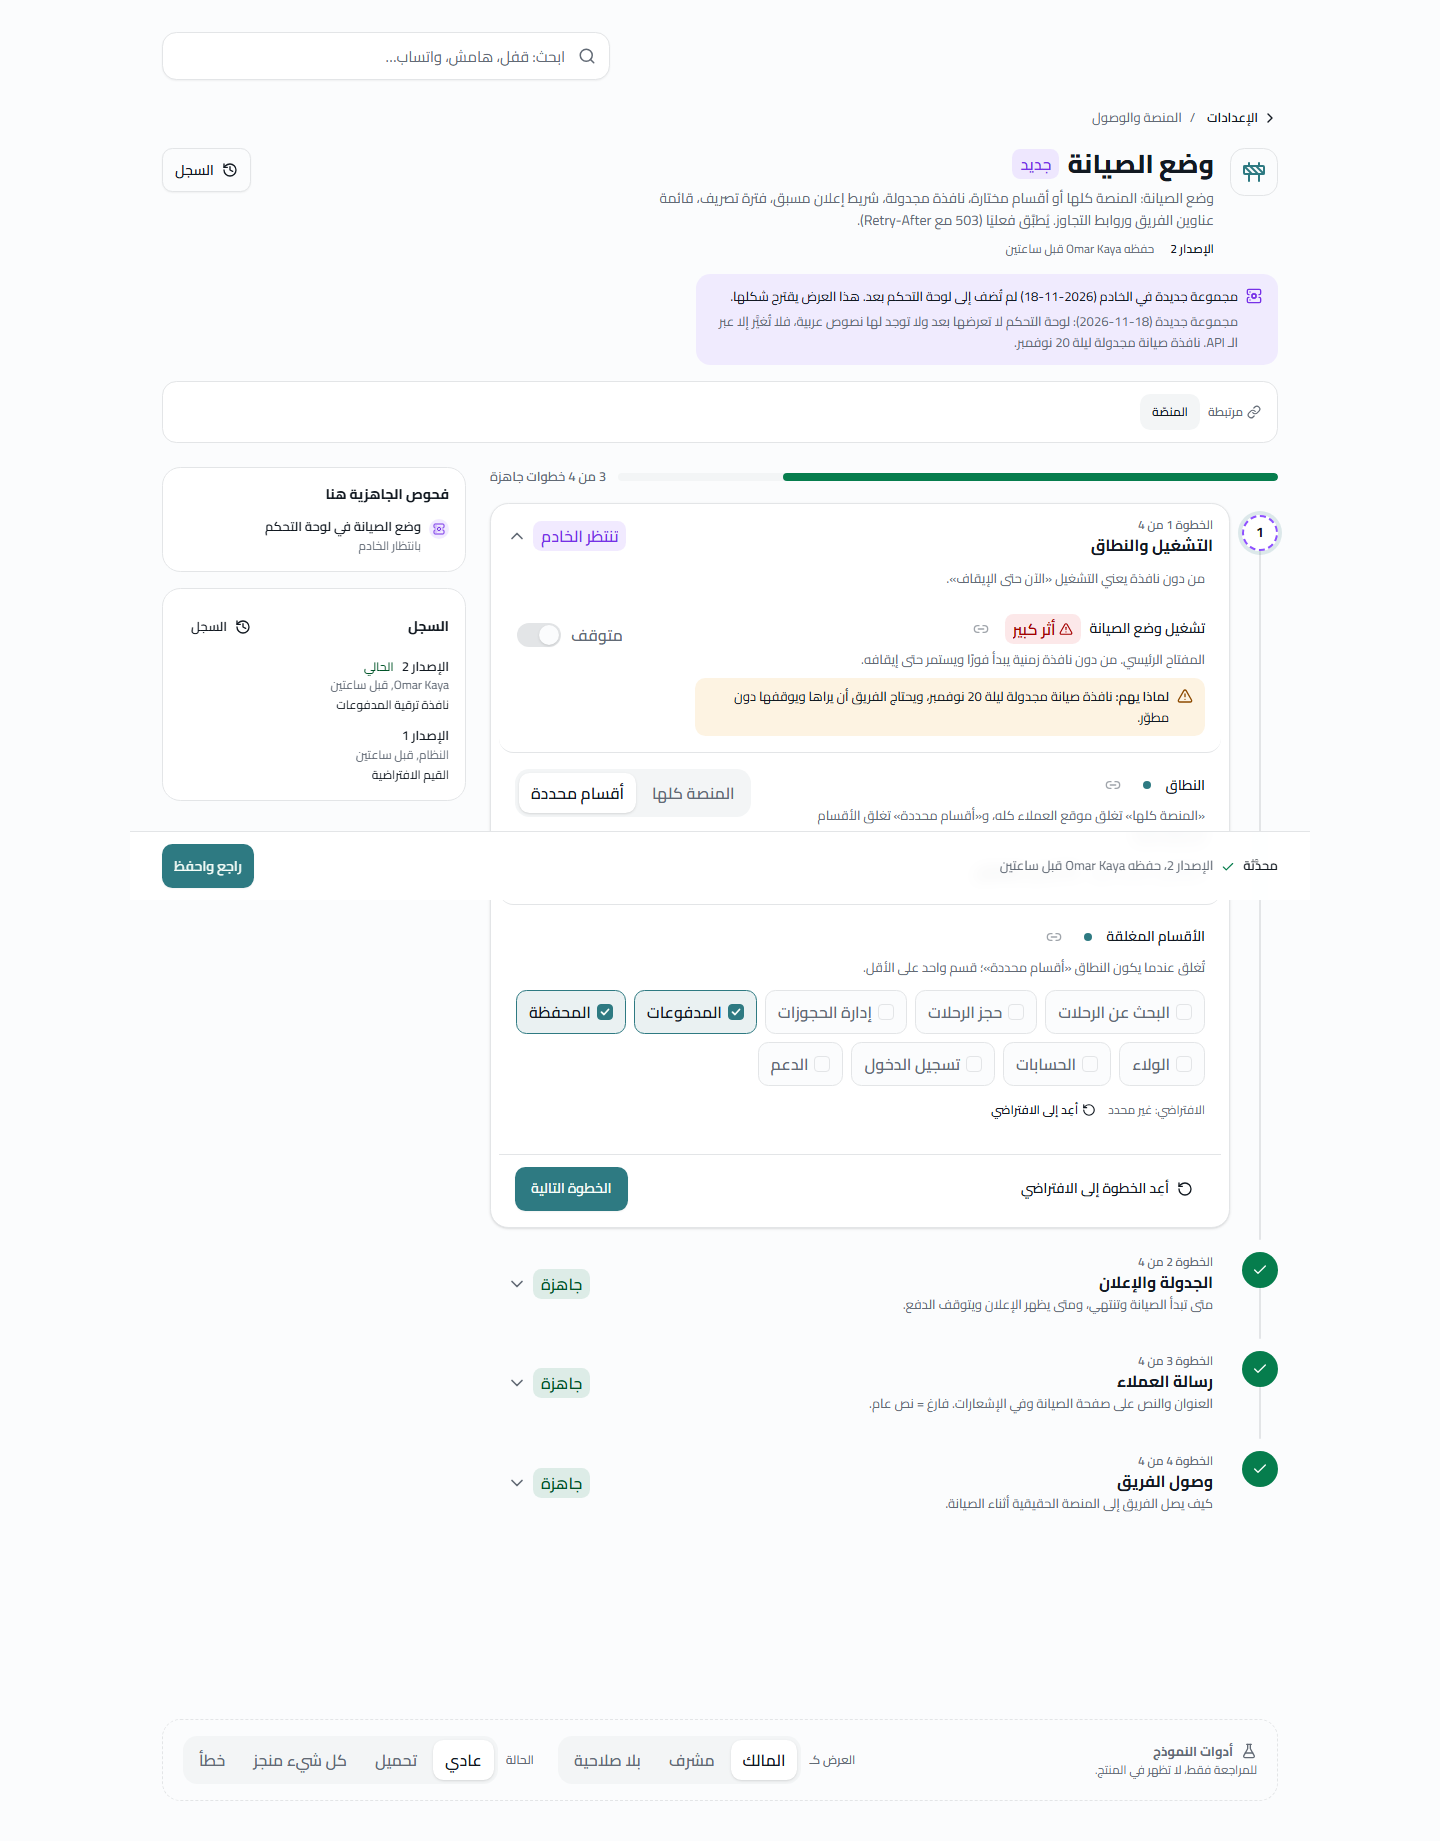 ابحث: قفل، هامش، واتساب...
الإعدادات / المنصة والوصول
وضع الصيانة جديد
السجل
وضع الصيانة: المنصة كلها أو أقسام مختارة، نافذة مجدولة، شريط إعلان مسبق، فترة تصريف، قائمة
عناوين الفريق وروابط التجاوز. يُطبَّق فعليًا (503 مع Retry-After).
الإصدار 2 حفظه Omar Kaya قبل ساعتين
مجموعة جديدة في الخادم (2026-11-18) لم تُضف إلى لوحة التحكم بعد. هذا العرض يقترح شكلها.
مجموعة جديدة (18-11-2026): لوحة التحكم لا تعرضها بعد ولا توجد لها نصوص عربية، فلا تُغيَّر إلا عبر
الـ API. نافذة صيانة مجدولة ليلة 20 نوفمبر.
مرتبطة المنصّة
3 من 4 خطوات جاهزة
1
الخطوة 1 من 4
التشغيل والنطاق
تنتظر الخادم
من دون نافذة يعني التشغيل «الآن حتى الإيقاف».
تشغيل وضع الصيانة أثر كبير
متوقف
المفتاح الرئيسي. من دون نافذة زمنية يبدأ فورًا ويستمر حتى إيقافه.
لماذا يهم: نافذة صيانة مجدولة ليلة 20 نوفمبر، ويحتاج الفريق أن يراها ويوقفها دون
مطوّر.
النطاق
المنصة كلها أقسام محددة
«المنصة كلها» تغلق موقع العملاء كله، و«أقسام محددة» تغلق الأقسام
محدَّثة الإصدار 2، حفظه Omar Kaya قبل ساعتين
راجع واحفظ
الأقسام المغلقة
تُغلق عندما يكون النطاق «أقسام محددة»؛ قسم واحد على الأقل.
البحث عن الرحلات حجز الرحلات إدارة الحجوزات المدفوعات المحفظة
الولاء الحسابات تسجيل الدخول الدعم
الافتراضي: غير محدد أعِد إلى الافتراضي
أعِد الخطوة إلى الافتراضي
الخطوة التالية
الخطوة 2 من 4
الجدولة والإعلان
متى تبدأ الصيانة وتنتهي، ومتى يظهر الإعلان ويتوقف الدفع.
جاهزة
الخطوة 3 من 4
رسالة العملاء
العنوان والنص على صفحة الصيانة وفي الإشعارات. فارغ = نص عام.
جاهزة
الخطوة 4 من 4
وصول الفريق
كيف يصل الفريق إلى المنصة الحقيقية أثناء الصيانة.
جاهزة
فحوص الجاهزية هنا
وضع الصيانة في لوحة التحكم
بانتظار الخادم
السجل
السجل
الإصدار 2 الحالي
Omar Kaya, قبل ساعتين
نافذة ترقية المدفوعات
الإصدار 1
النظام, قبل ساعتين
القيم الافتراضية
أدوات النموذج
للمراجعة فقط، لا تظهر في المنتج.
العرض كـ المالك مشرف بلا صلاحية
الحالة عادي تحميل كل شيء منجز خطأ